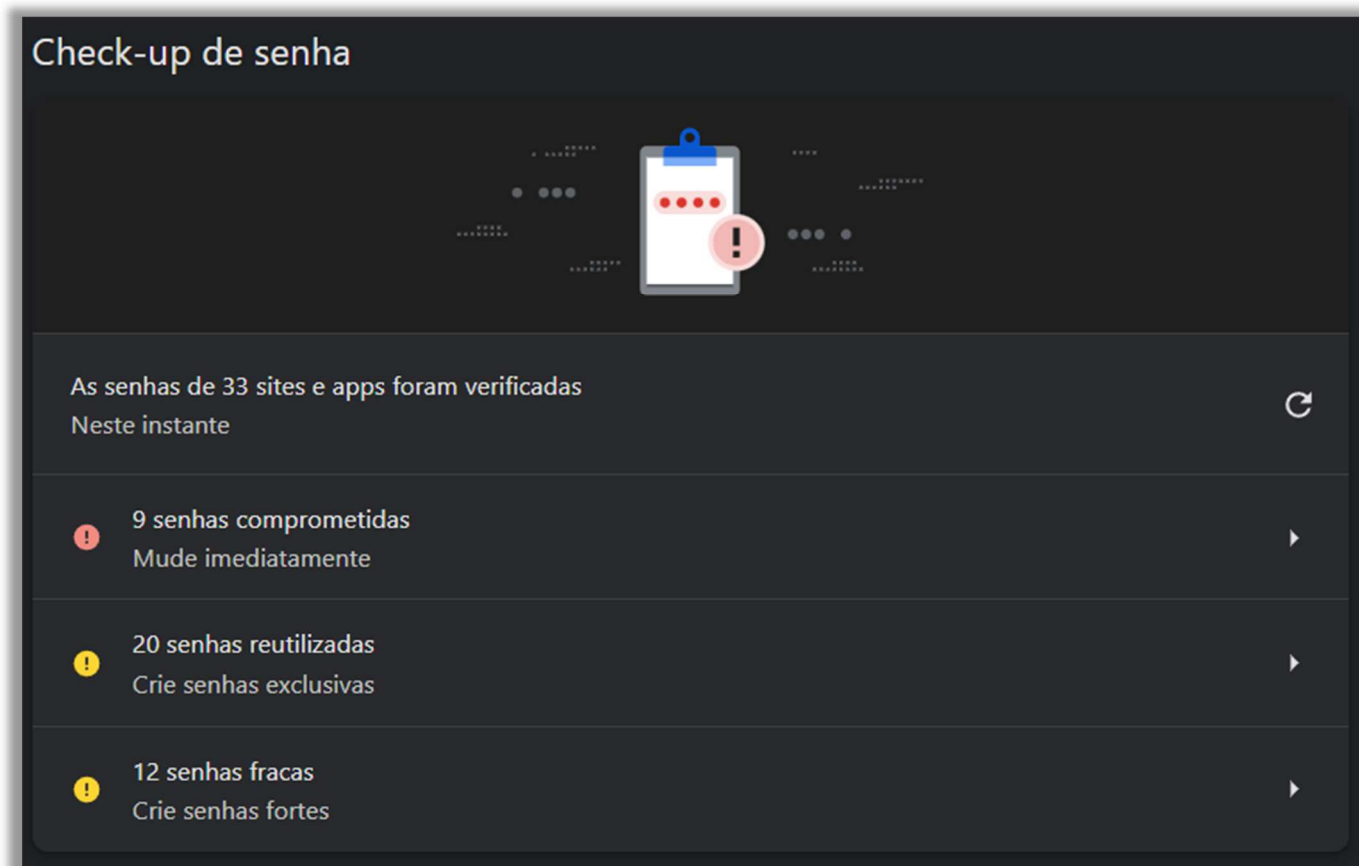 Check-up de senha
As senhas de 33 sites e apps foram verificadas
Neste instante
9 senhas comprometidas
Mude imediatamente
20 senhas reutilizadas
Crie senhas exclusivas
12 senhas fracas
Crie senhas fortes